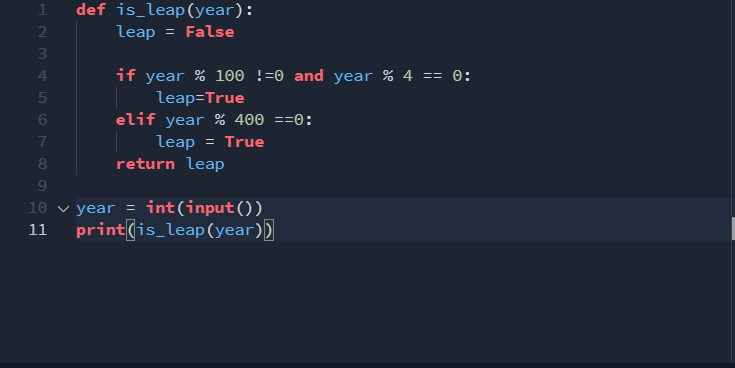 1 def is_leap(year):
2     leap = False
3
4     if year % 100 !=0 and year % 4 == 0:
5         leap=True
6     elif year % 400 ==0:
7         leap = True
8     return leap
9
10 year = int(input())
11 print(is_leap(year))